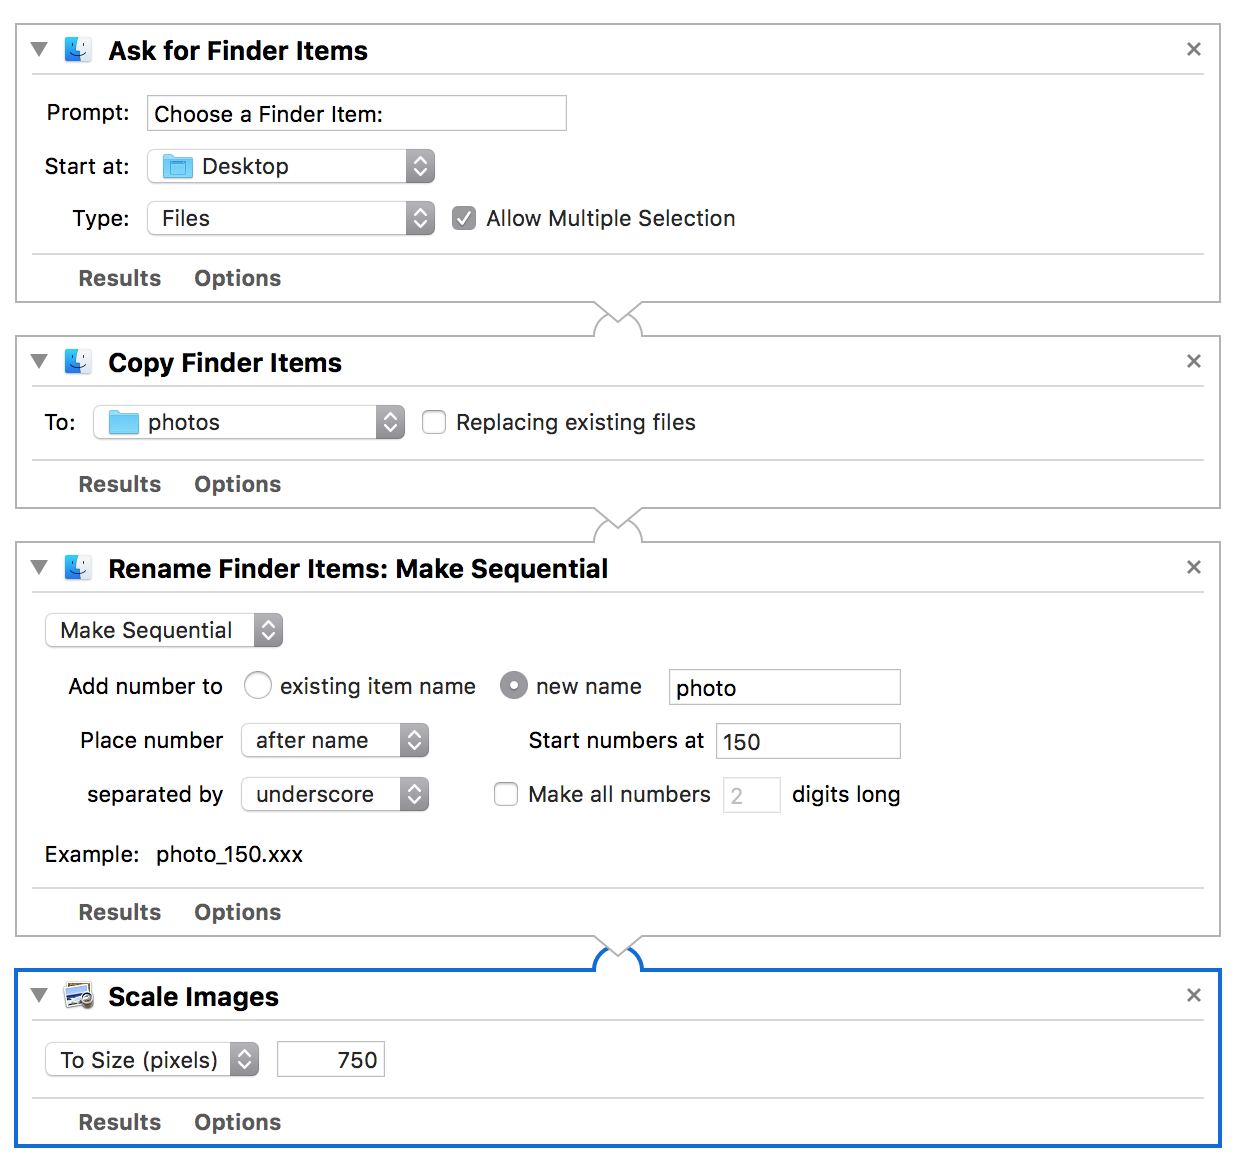 Ask for Finder Items
Prompt: Choose a Finder Item:
Start at: Desktop
Type: Files Allow Multiple Selection
Results Options
Copy Finder Items
To: photos Replacing existing files
Results Options
Rename Finder Items: Make Sequential
Make Sequential
Add number to existing item name new name photo
Place number after name Start numbers at 150
separated by underscore Make all numbers 2 digits long
Example: photo_150.xxx
Results Options
Scale Images
To Size (pixels) 750
Results Options